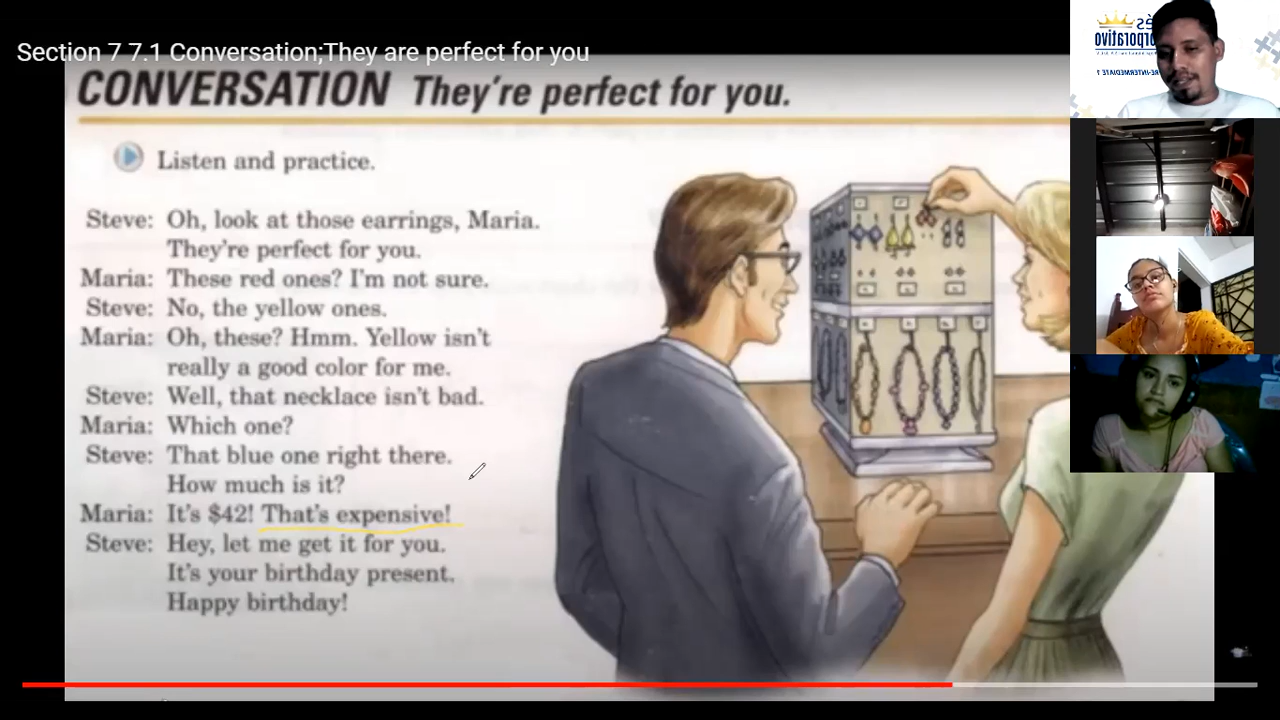 Section 7 7.1 Conversation;They are perfect for you
CONVERSATION They're perfect for you.
Listen and practice.
Steve: Oh, look at those earrings, Maria.
They're perfect for you.
Maria: These red ones? I'm not sure.
Steve: No, the yellow ones.
Maria: Oh, these? Hmm. Yellow isn't
really a good color for me.
Steve: Well, that necklace isn't bad.
Maria: Which one?
Steve: That blue one right there.
How much is it?
Maria: It's $42! That's expensive!
Steve: Hey, let me get it for you.
It's your birthday present.
Happy birthday!